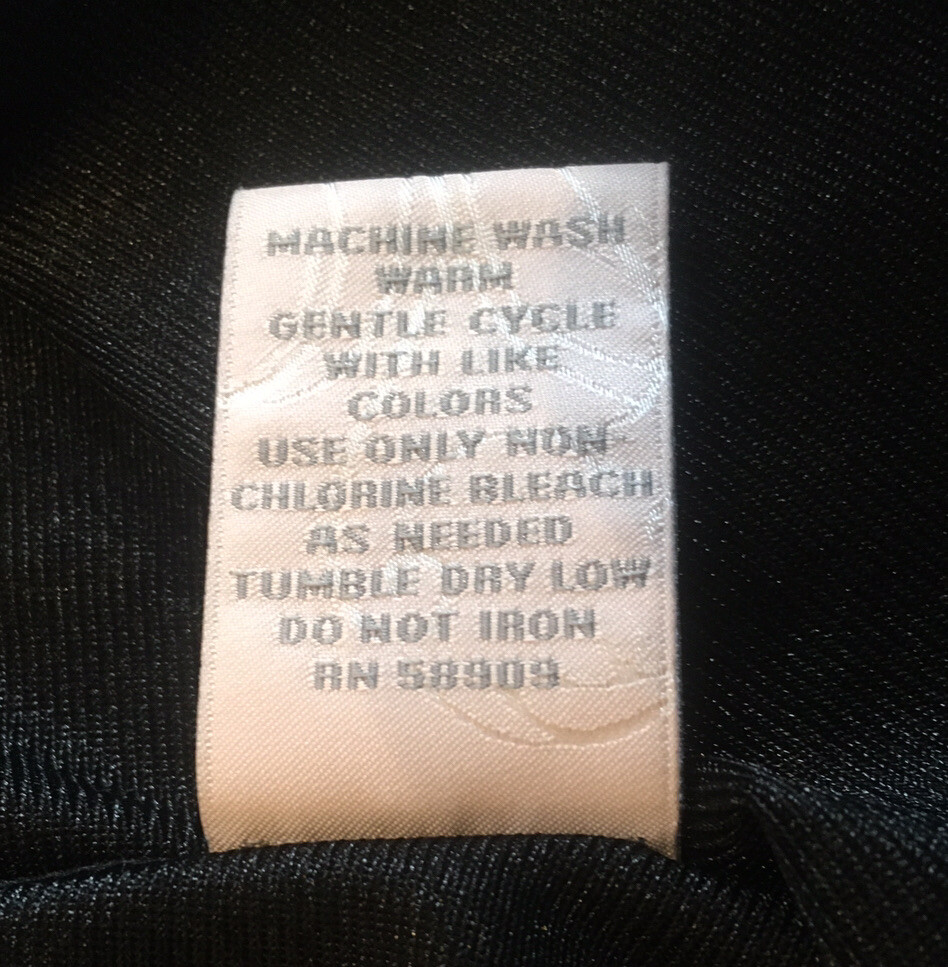 MACHINE WASH
WARM
GENTLE CYCLE
WITH LIKE
COLORS
USE ONLY NON-
CHLORINE BLEACH
AS NEEDED
TUMBLE DRY LOW
DO NOT IRON
RN 58909